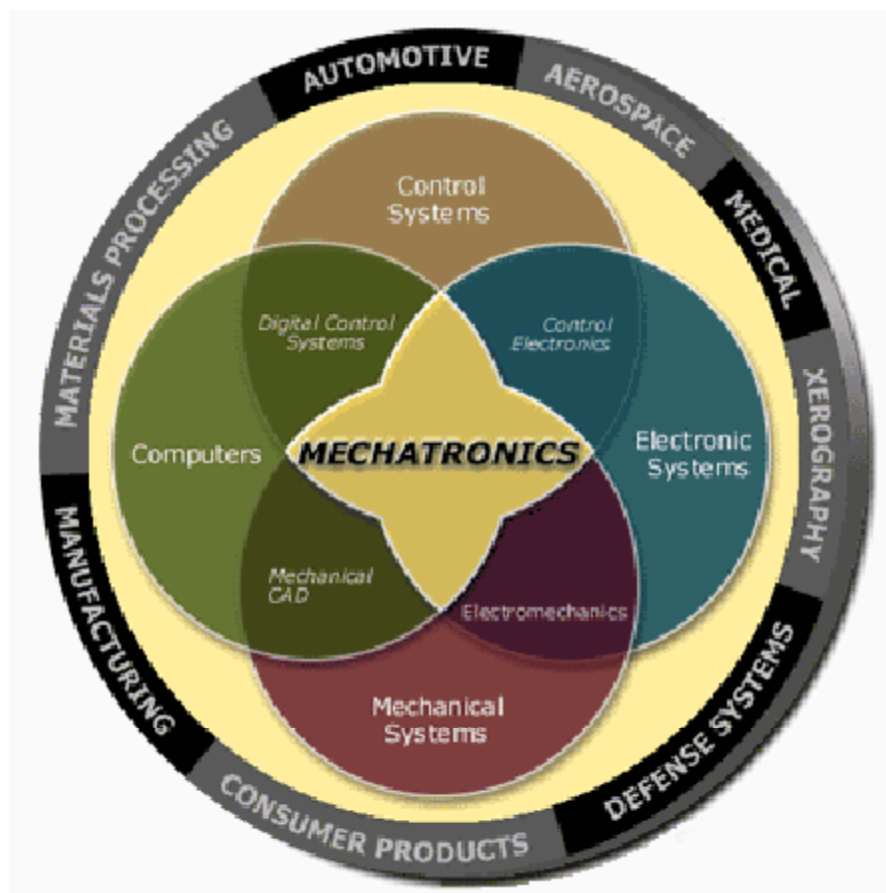 AUTOMOTIVE
AEROSPACE
MEDICAL
XEROGRAPHY
DEFENSE SYSTEMS
CONSUMER PRODUCTS
MANUFACTURING
MATERIALS PROCESSING
Control
Systems
Digital Control
Systems
Control
Electronics
Computers
MECHATRONICS
Electronic
Systems
Mechanical
CAD
Electromechanics
Mechanical
Systems